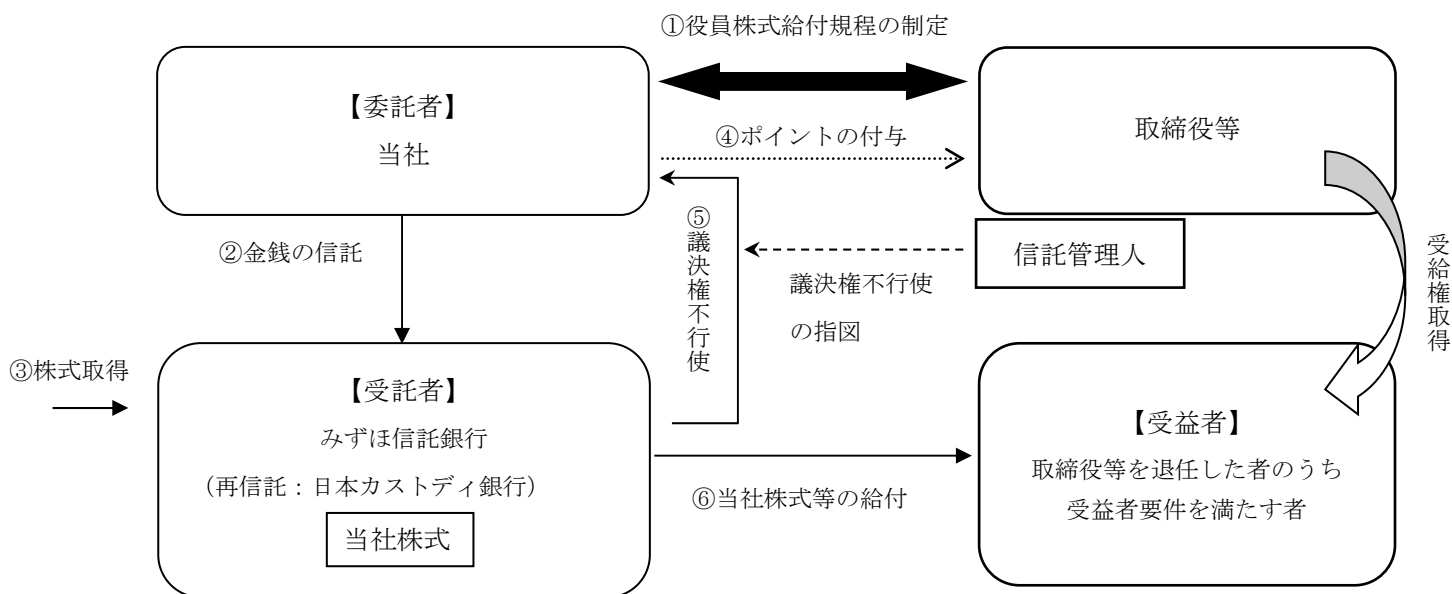 ①役員株式給付規程の制定
【委託者】
当社
④ポイントの付与
取締役等
②金銭の信託
⑤議決権不行使
議決権不行使
の指図
信託管理人
受給権取得
③株式取得
【受託者】
みずほ信託銀行
（再信託：日本カストディ銀行）
当社株式
⑥当社株式等の給付
【受益者】
取締役等を退任した者のうち
受益者要件を満たす者